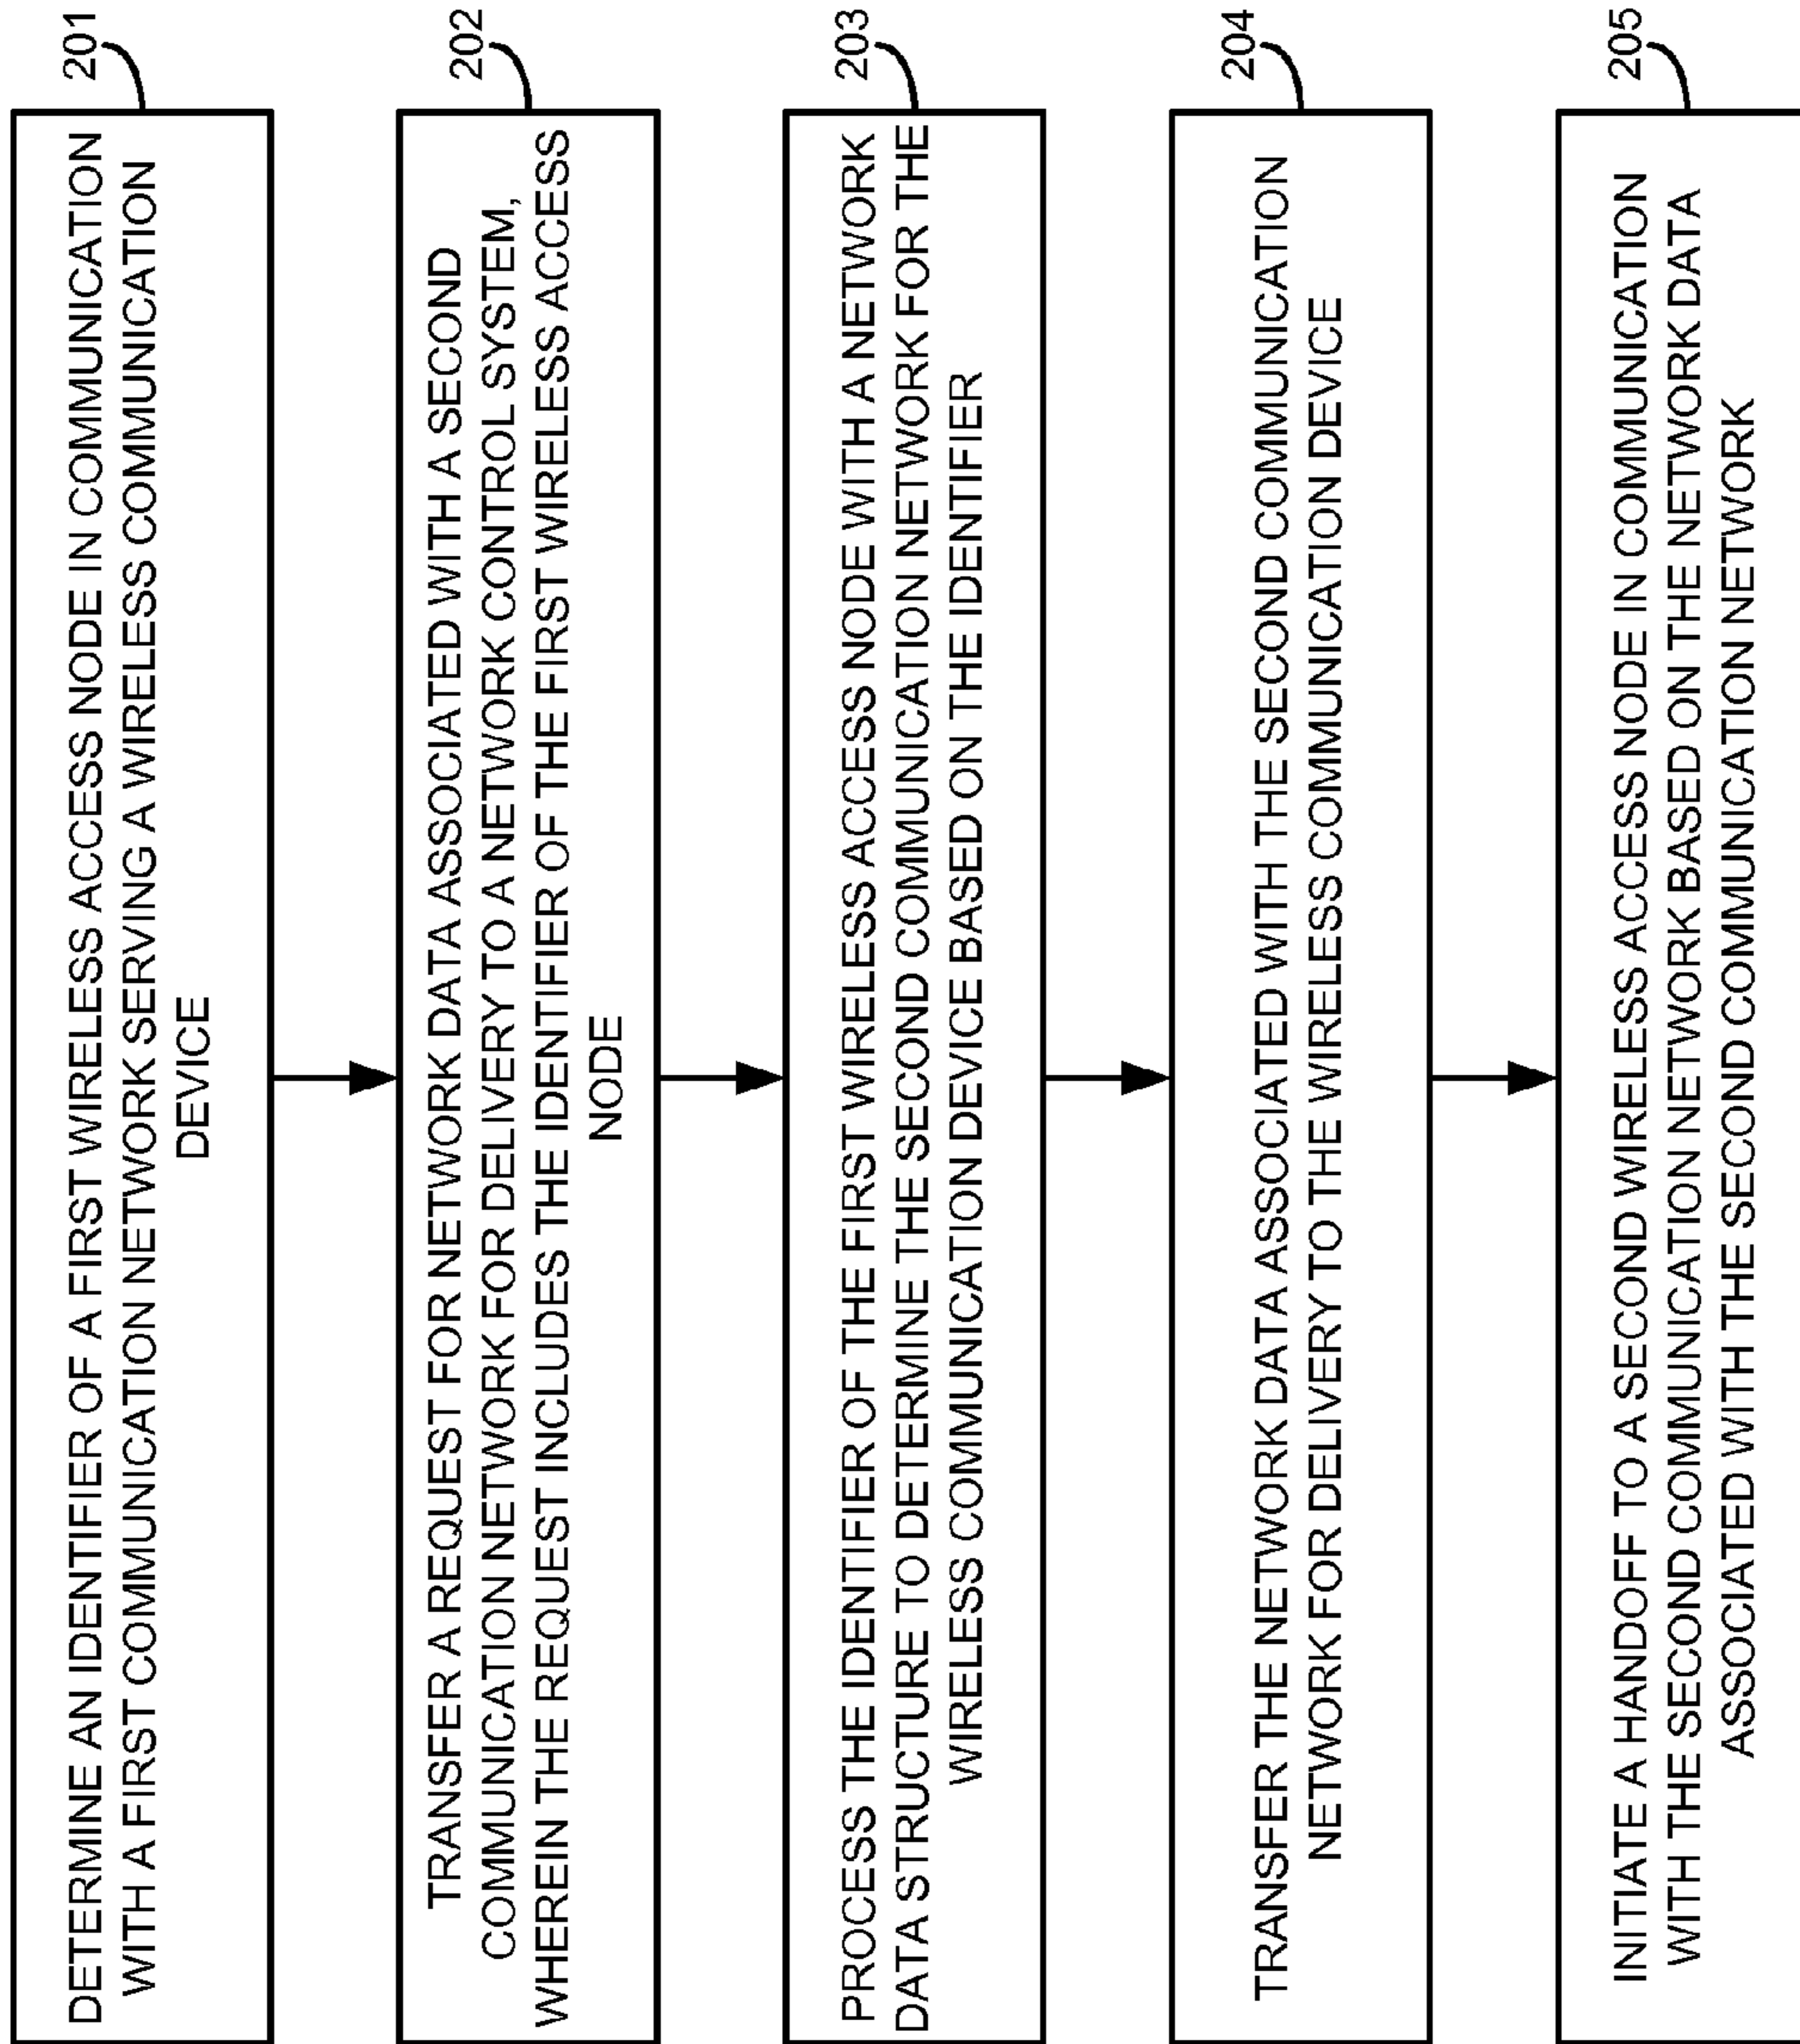 201
DETERMINE AN IDENTIFIER OF A FIRST WIRELESS ACCESS NODE IN COMMUNICATION
WITH A FIRST COMMUNICATION NETWORK SERVING A WIRELESS COMMUNICATION
DEVICE
202
TRANSFER A REQUEST FOR NETWORK DATA ASSOCIATED WITH A SECOND
COMMUNICATION NETWORK FOR DELIVERY TO A NETWORK CONTROL SYSTEM,
WHEREIN THE REQUEST INCLUDES THE IDENTIFIER OF THE FIRST WIRELESS ACCESS
NODE
203
PROCESS THE IDENTIFIER OF THE FIRST WIRELESS ACCESS NODE WITH A NETWORK
DATA STRUCTURE TO DETERMINE THE SECOND COMMUNICATION NETWORK FOR THE
WIRELESS COMMUNICATION DEVICE BASED ON THE IDENTIFIER
204
TRANSFER THE NETWORK DATA ASSOCIATED WITH THE SECOND COMMUNICATION
NETWORK FOR DELIVERY TO THE WIRELESS COMMUNICATION DEVICE
205
INITIATE A HANDOFF TO A SECOND WIRELESS ACCESS NODE IN COMMUNICATION
WITH THE SECOND COMMUNICATION NETWORK BASED ON THE NETWORK DATA
ASSOCIATED WITH THE SECOND COMMUNICATION NETWORK